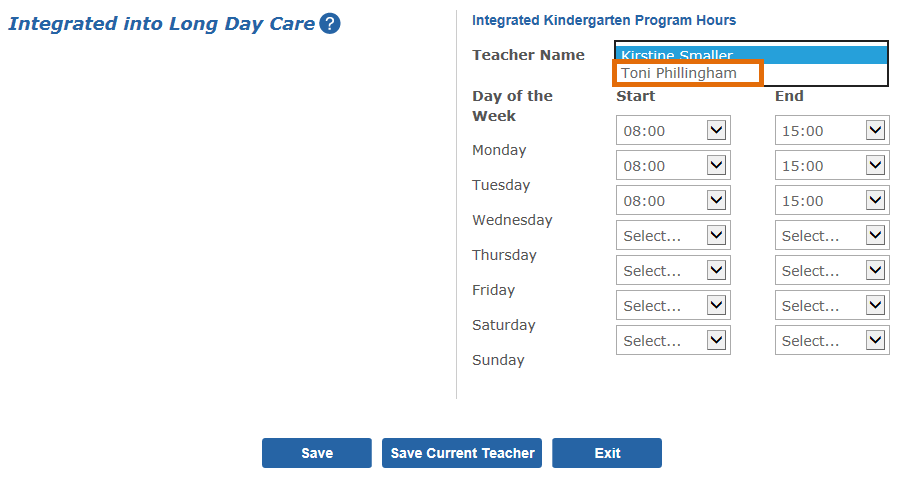 Integrated into Long Day Care ?
Integrated Kindergarten Program Hours
Teacher Name
Kirstine Smaller
Toni Phillingham
Day of the Week
Start
End
08:00
15:00
Monday
08:00
15:00
Tuesday
08:00
15:00
Wednesday
Select...
Select...
Thursday
Select...
Select...
Friday
Select...
Select...
Saturday
Select...
Select...
Sunday
Save
Save Current Teacher
Exit